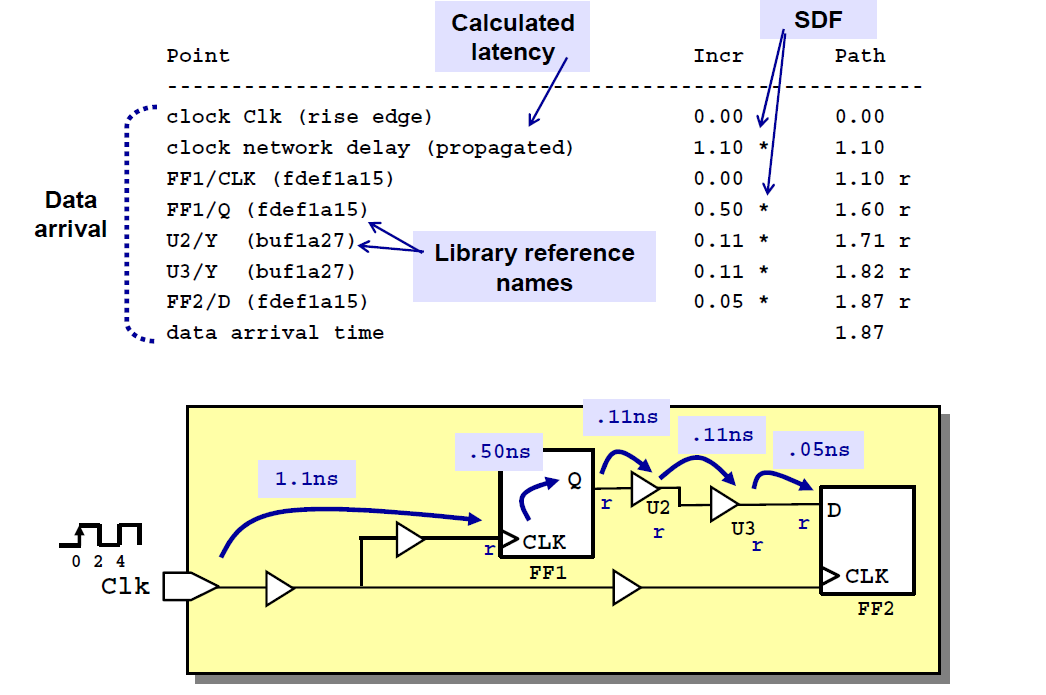 Calculated
latency
SDF
Point Incr Path
---------------------------------------------------------------
clock Clk (rise edge) 0.00 0.00
clock network delay (propagated) 1.10 * 1.10
FF1/CLK (fdef1a15) 0.00 1.10 r
FF1/Q (fdef1a15) 0.50 * 1.60 r
U2/Y (buf1a27) 0.11 * 1.71 r
U3/Y (buf1a27) 0.11 * 1.82 r
FF2/D (fdef1a15) 0.05 * 1.87 r
data arrival time 1.87
Data
arrival
Library reference
names
.11ns
.11ns
.50ns
.05ns
1.1ns
Q
r
U2
r
U3
r
r
D
r
CLK
FF1
0 2 4
Clk
CLK
FF2